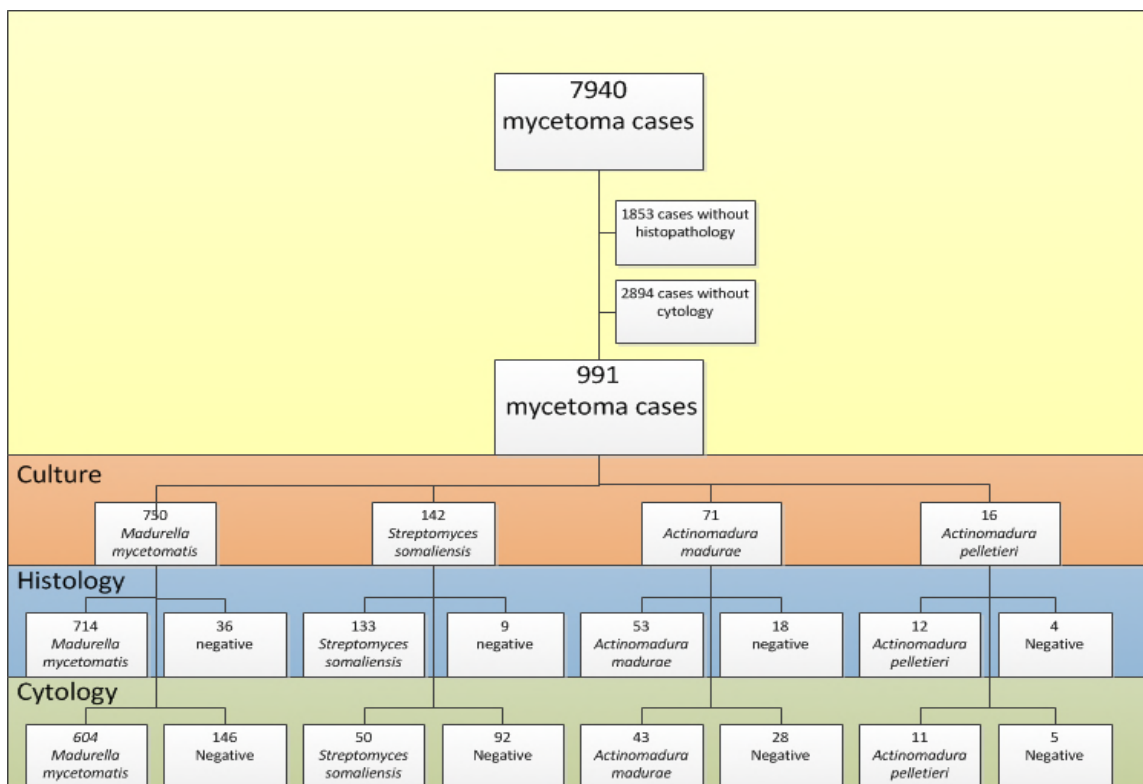 7940
mycetoma cases
1853 cases without
histopathology
2894 cases without
cytology
991
mycetoma cases
Culture
750
Madurella
mycetomatis
142
Streptomyces
somaliensis
71
Actinomadura
madurae
16
Actinomadura
pelletieri
Histology
714
Madurella
mycetomatis
36
negative
133
Streptomyces
somaliensis
9
negative
53
Actinomadura
madurae
18
negative
12
Actinomadura
pelletieri
4
Negative
Cytology
604
Madurella
mycetomatis
146
Negative
50
Streptomyces
somaliensis
92
Negative
43
Actinomadura
madurae
28
Negative
11
Actinomadura
pelletieri
5
Negative